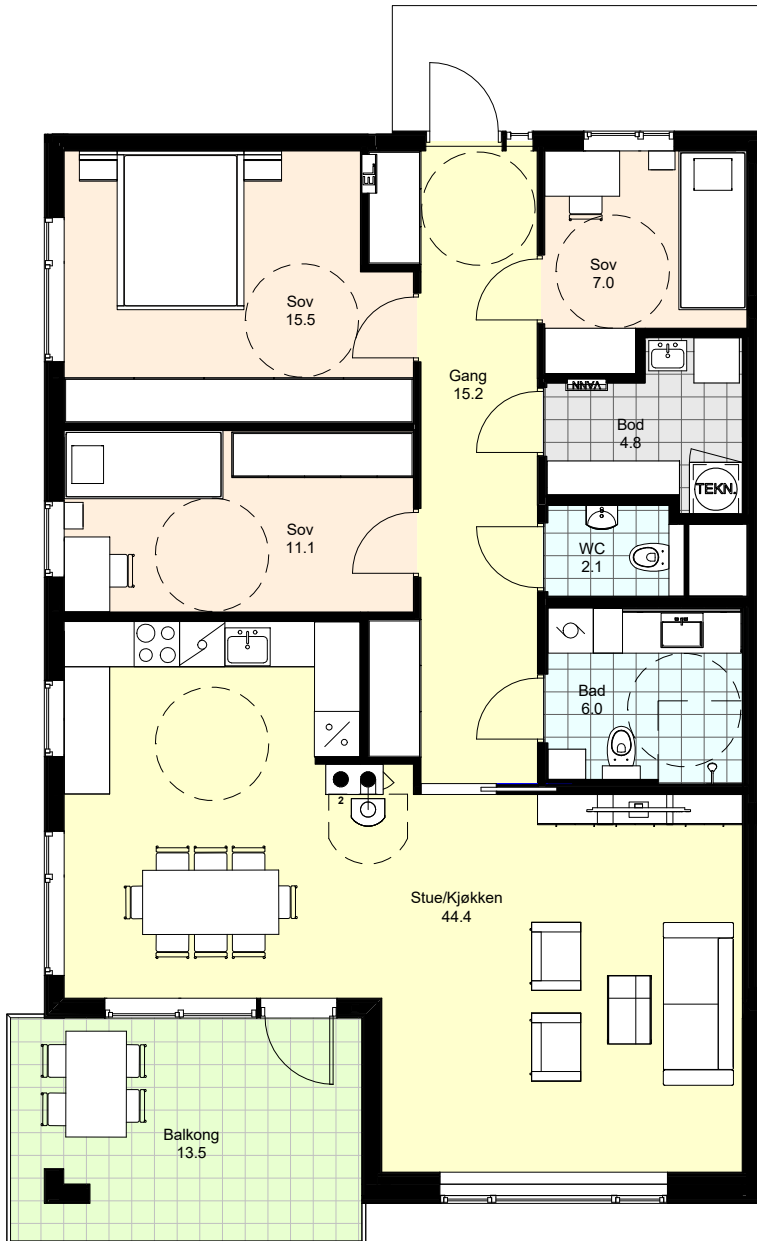 EL
Sov
7.0
Sov
15.5
Gang
15.2
VANN
Bod
4.8
TEKN.
Sov
11.1
WC
2.1
Bad
6.0
2
Stue/Kjøkken
44.4
Balkong
13.5